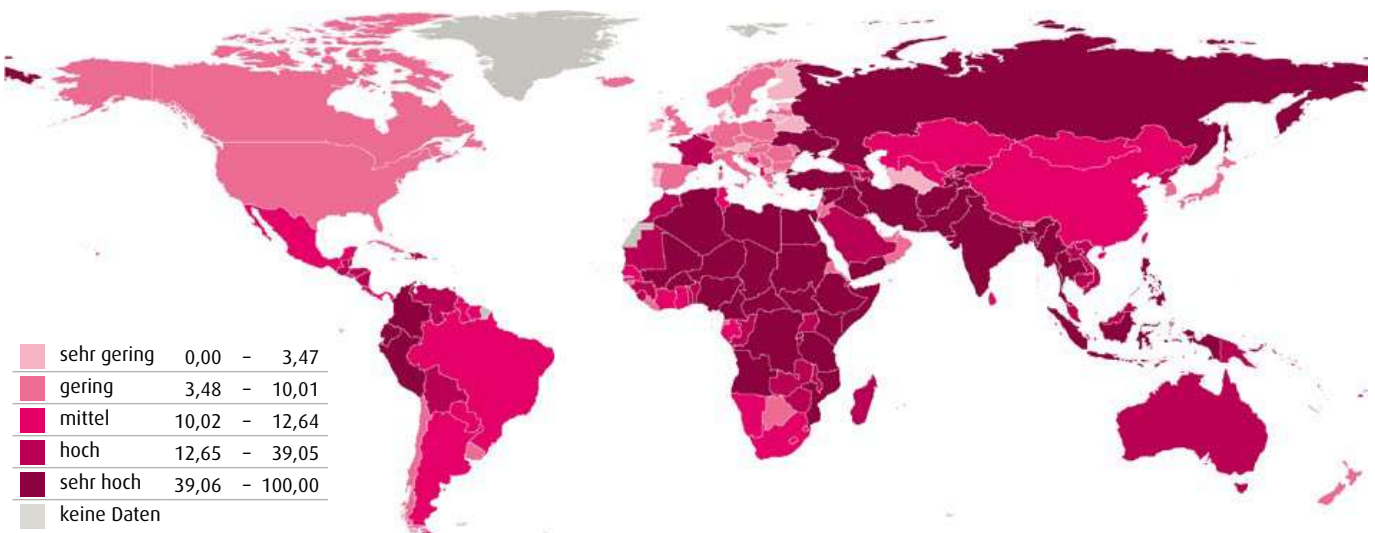 sehr gering 0,00 – 3,47
gering 3,48 – 10,01
mittel 10,02 – 12,64
hoch 12,65 – 39,05
sehr hoch 39,06 – 100,00
keine Daten